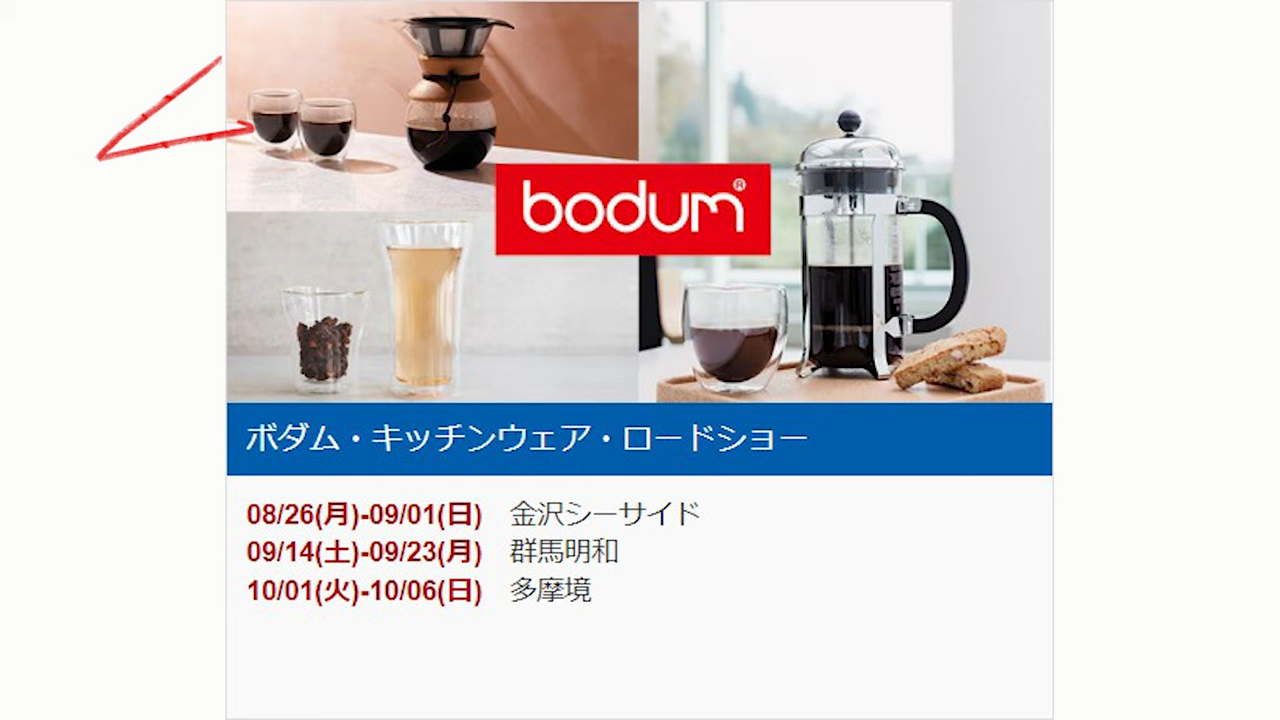 bodum®
ボダム・キッチンウェア・ロードショー
08/26(月)-09/01(日) 金沢シーサイド
09/14(土)-09/23(月) 群馬明和
10/01(火)-10/06(日) 多摩境